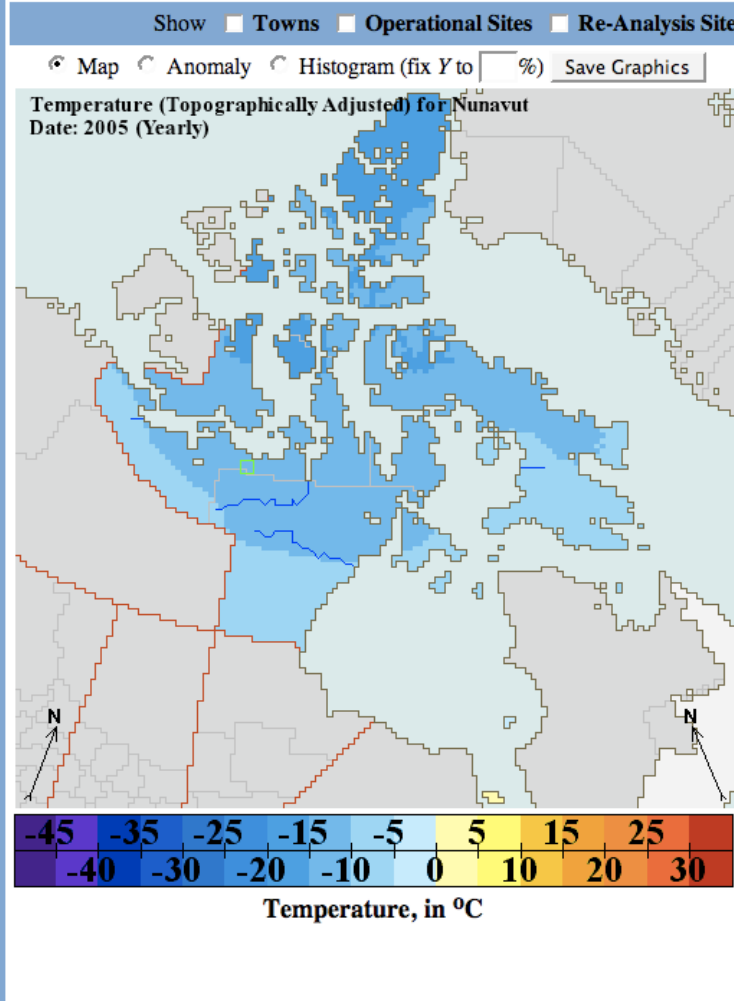 Show Towns Operational Sites Re-Analysis Site
Map Anomaly Histogram (fix Y to %) Save Graphics
Temperature (Topographically Adjusted) for Nunavut
Date: 2005 (Yearly)
N N
-45 -35 -25 -15 -5 5 15 25
-40 -30 -20 -10 0 10 20 30
Temperature, in ºC